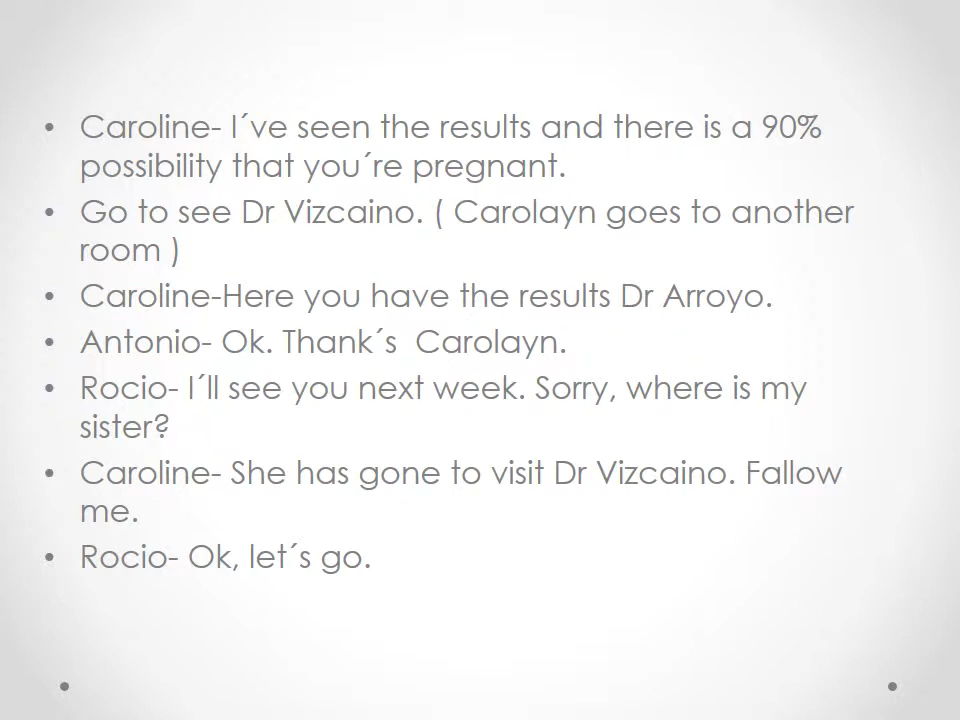 • Caroline- I´ve seen the results and there is a 90%
possibility that you´re pregnant.
• Go to see Dr Vizcaino. ( Carolayn goes to another
room )
• Caroline-Here you have the results Dr Arroyo.
• Antonio- Ok. Thank´s  Carolayn.
• Rocio- I´ll see you next week. Sorry, where is my
sister?
• Caroline- She has gone to visit Dr Vizcaino. Fallow
me.
• Rocio- Ok, let´s go.